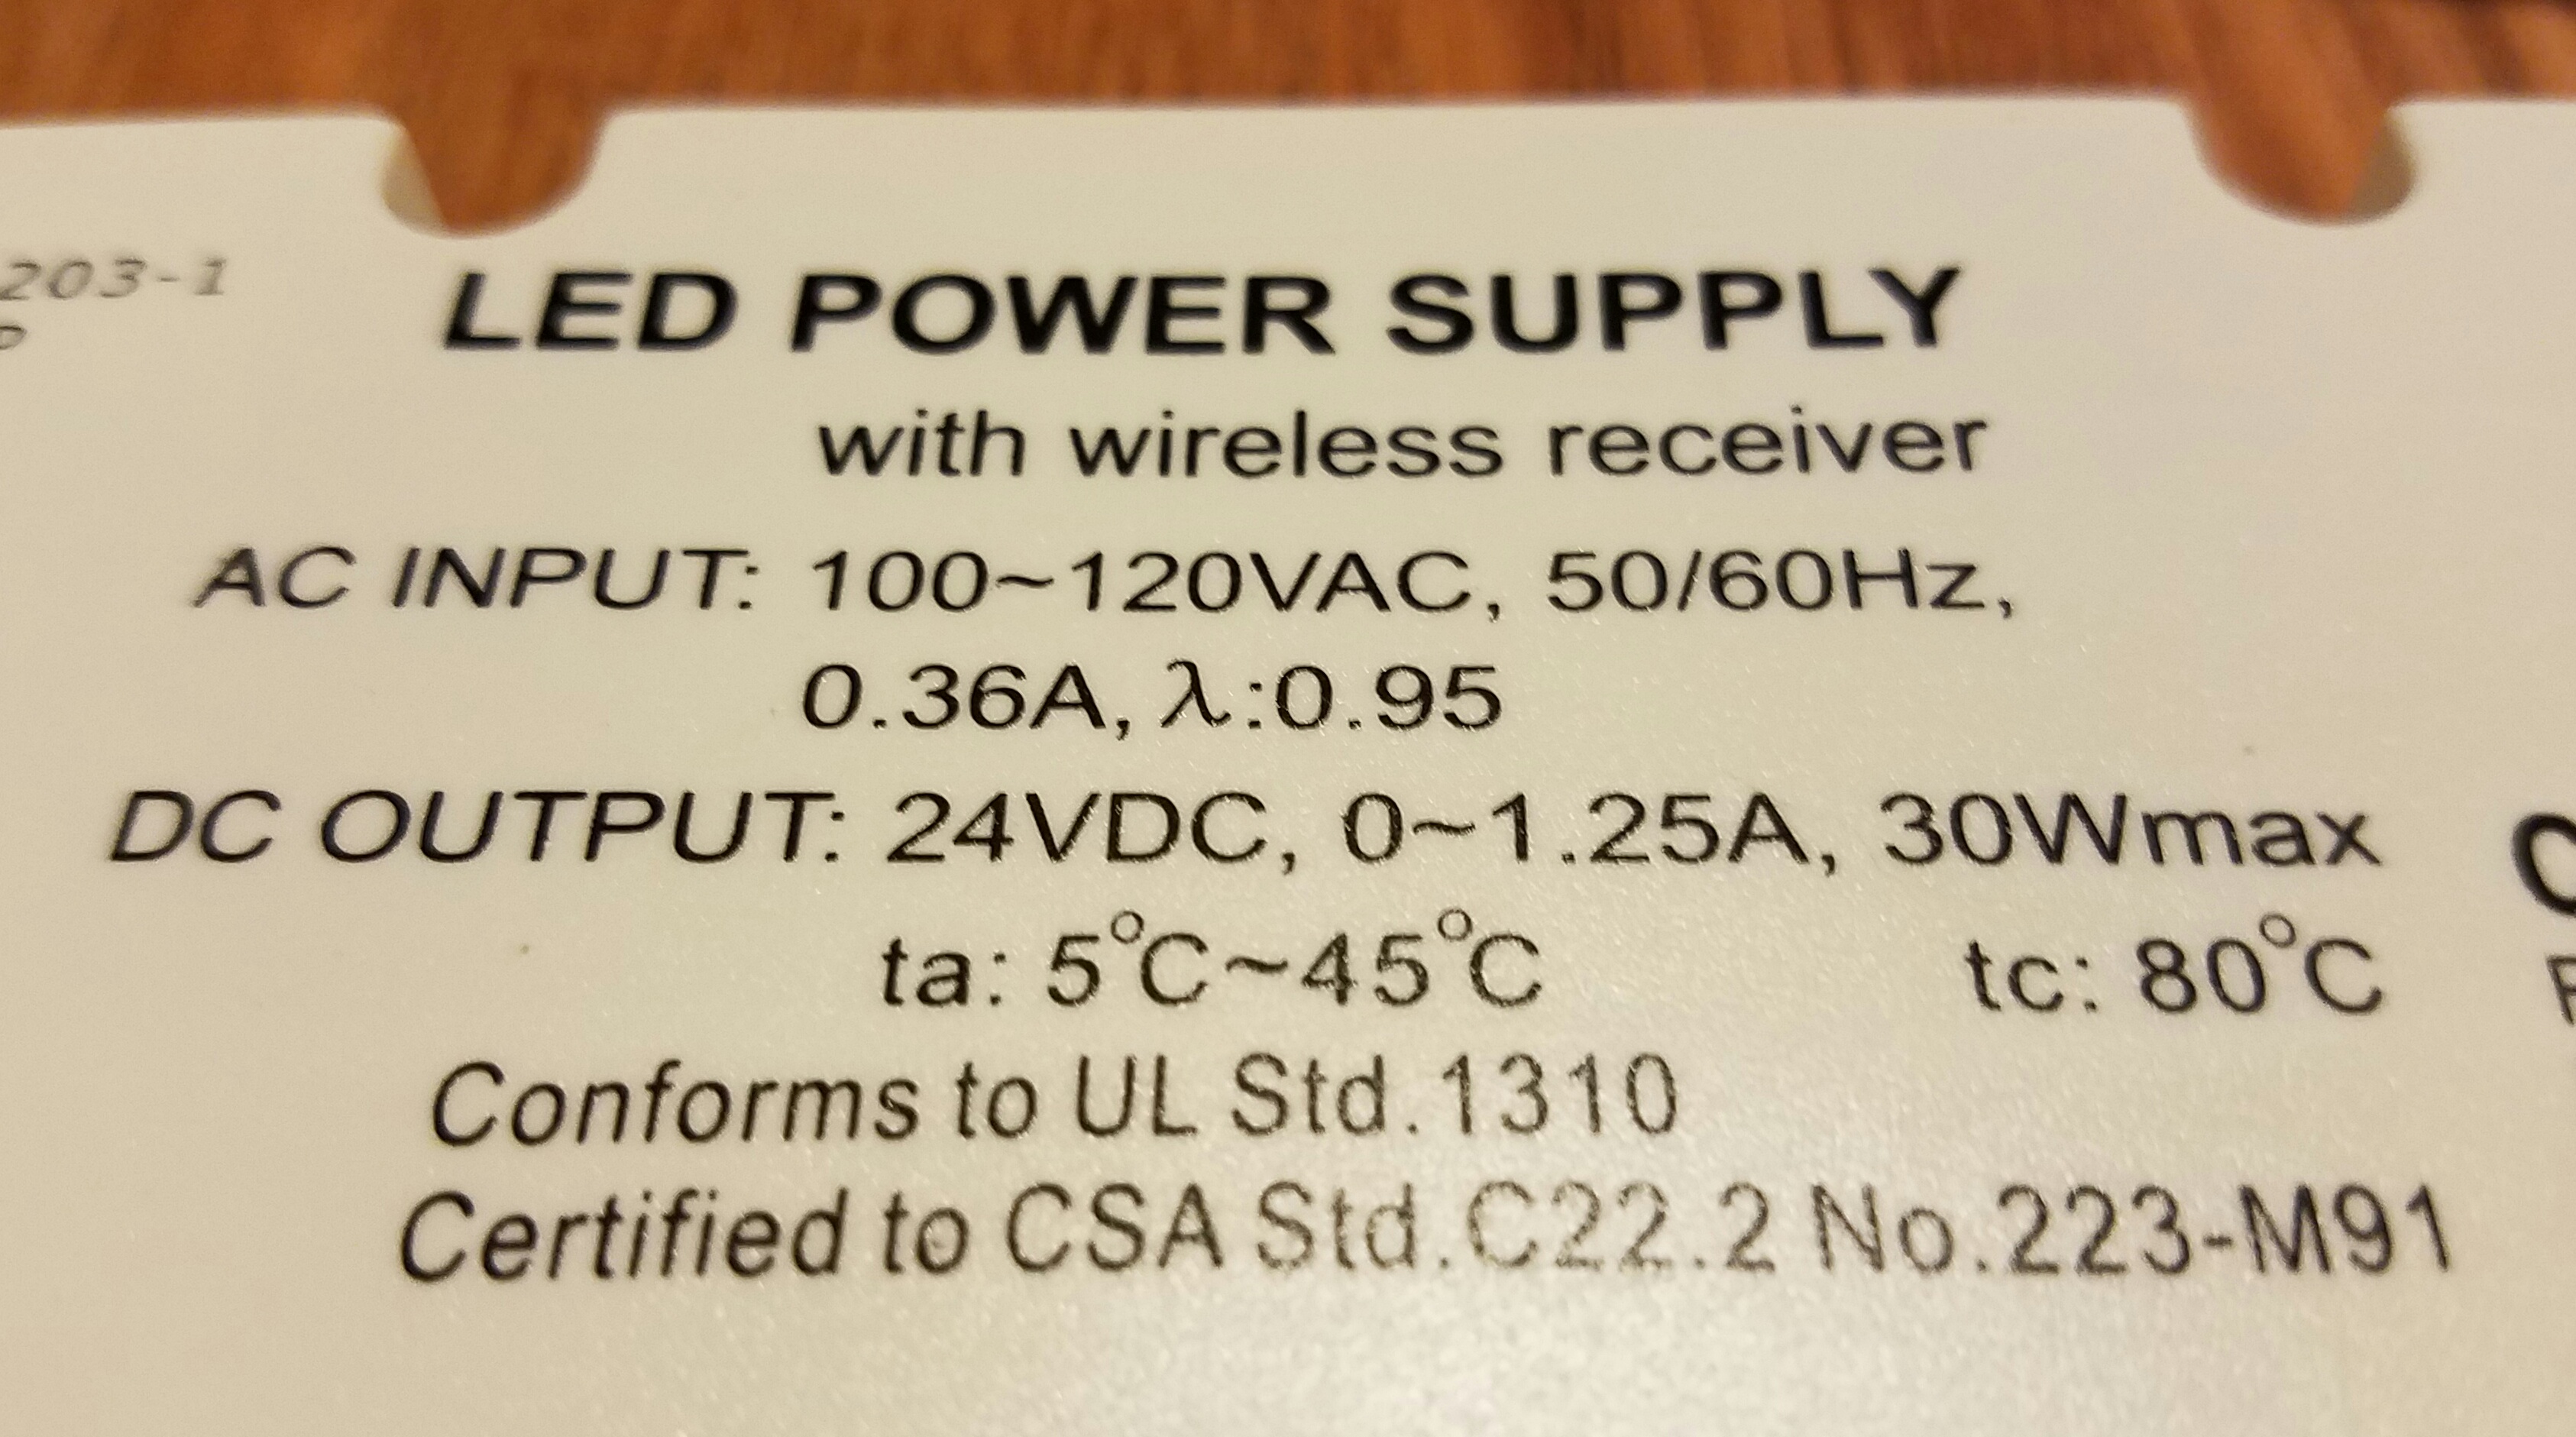 203-1
LED POWER SUPPLY
with wireless receiver
AC INPUT: 100~120VAC, 50/60Hz,
0.36A, λ:0.95
DC OUTPUT: 24VDC, 0~1.25A, 30Wmax
ta: 5°C~45°C tc: 80°C
Conforms to UL Std.1310
Certified to CSA Std.C22.2 No.223-M91